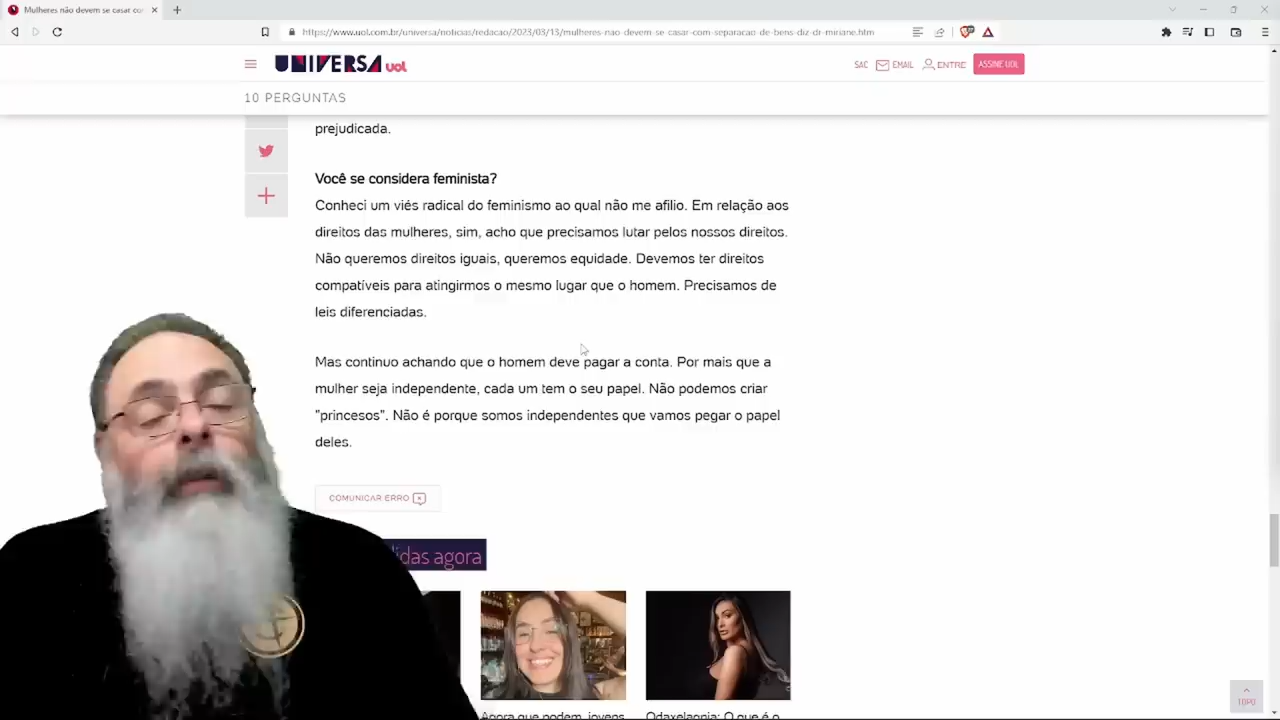 Mulheres não devem se casar co
https://www.uol.com.br/universa/noticias/redacao/2023/03/13/mulheres-nao-devem-se-casar-com-separacao-de-bens-diz-dr-miriane.htm
UNIVERSA uol
SAC EMAIL ENTRE ASSINE UOL
10 PERGUNTAS
prejudicada.
Você se considera feminista?
Conheci um viés radical do feminismo ao qual não me afilio. Em relação aos
direitos das mulheres, sim, acho que precisamos lutar pelos nossos direitos.
Não queremos direitos iguais, queremos equidade. Devemos ter direitos
compatíveis para atingirmos o mesmo lugar que o homem. Precisamos de
leis diferenciadas.
Mas continuo achando que o homem deve pagar a conta. Por mais que a
mulher seja independente, cada um tem o seu papel. Não podemos criar
"princesos". Não é porque somos independentes que vamos pegar o papel
deles.
COMUNICAR ERRO
lidas agora
Agora que podem, jovens
Odaxelagnia: O que é o
TOPO